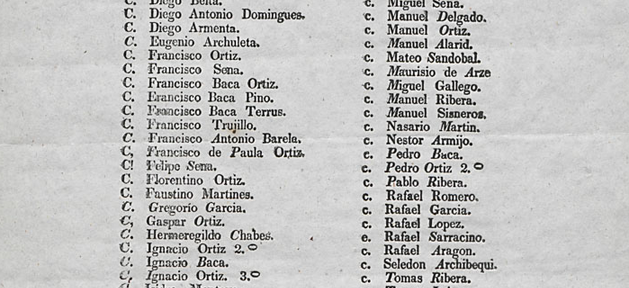 C. Diego Beita.
C. Diego Antonio Domingues.
C. Diego Armenta.
C. Eugenio Archuleta.
C. Francisco Ortiz.
C. Francisco Sena.
C. Francisco Baca Ortiz.
C. Francisco Baca Pino.
C. Francisco Baca Terrus.
C. Francisco Trujillo.
C. Francisco Antonio Barela.
C, Francisco de Paula Ortiz.
C! Felipe Sena.
C. Florentino Ortiz.
C. Faustino Martines.
C. Gregorio Garcia.
C, Gaspar Ortiz.
C. Hermeregildo Chabes.
C. Ignacio Ortiz 2.º
C. Ignacio Baca.
C, Ignacio Ortiz. 3.º
c. Miguel Sena.
c. Manuel Delgado.
c. Manuel Ortiz.
c. Manuel Alarid.
c. Mateo Sandobal.
c. Maurisio de Arze
c. Miguel Gallego.
c. Manuel Ribera.
c. Manuel Sisneros.
c. Nasario Martin.
c. Nestor Armijo.
c. Pedro Baca.
c. Pedro Ortiz 2.º
c. Pablo Ribera.
c. Rafael Romero.
c. Rafael Garcia.
c. Rafael Lopez.
e. Rafael Sarracino.
c. Rafael Aragon.
c. Seledon Archibequi.
c. Tomas Ribera.